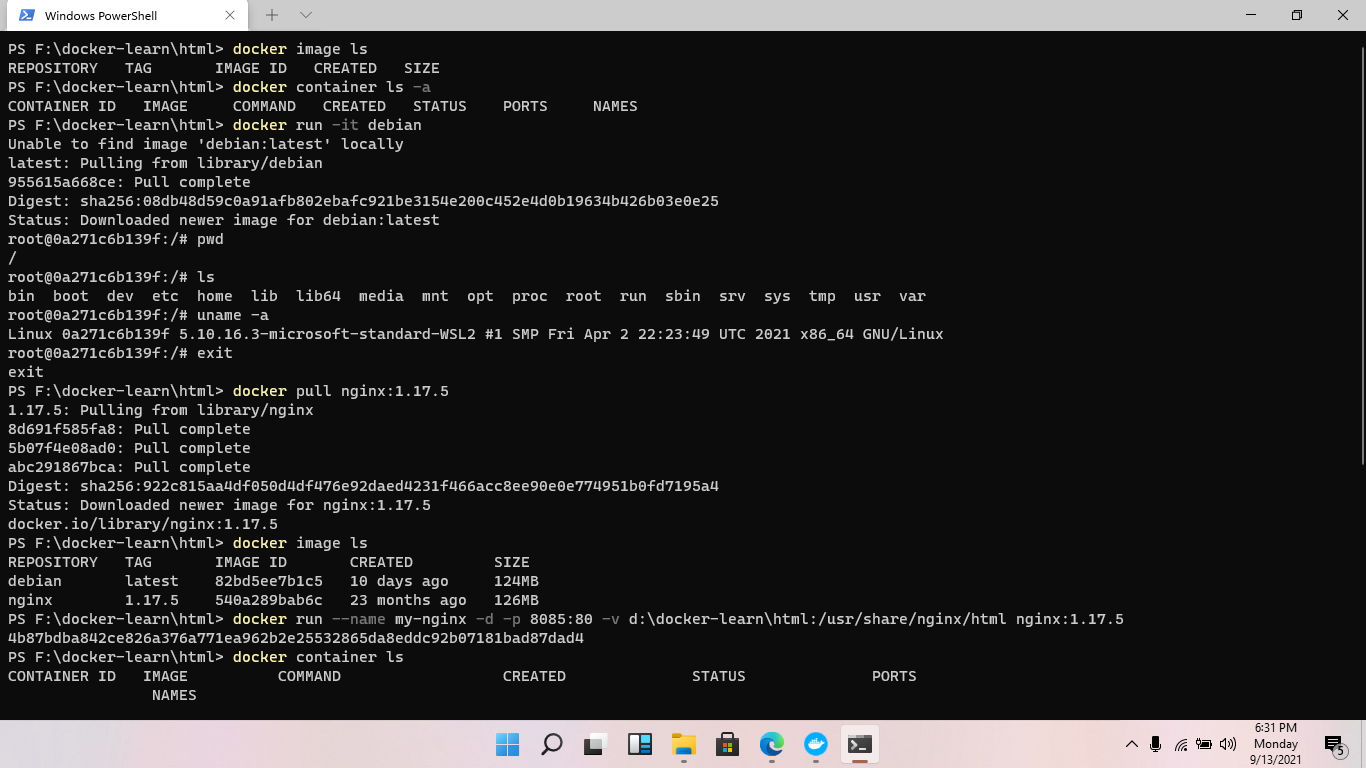 Windows PowerShell
PS F:\docker-learn\html> docker image ls
REPOSITORY   TAG       IMAGE ID   CREATED   SIZE
PS F:\docker-learn\html> docker container ls -a
CONTAINER ID   IMAGE     COMMAND   CREATED   STATUS    PORTS     NAMES
PS F:\docker-learn\html> docker run -it debian
Unable to find image 'debian:latest' locally
latest: Pulling from library/debian
955615a668ce: Pull complete
Digest: sha256:08db48d59c0a91afb802ebafc921be3154e200c452e4d0b19634b426b03e0e25
Status: Downloaded newer image for debian:latest
root@0a271c6b139f:/# pwd
/
root@0a271c6b139f:/# ls
bin  boot  dev  etc  home  lib  lib64  media  mnt  opt  proc  root  run  sbin  srv  sys  tmp  usr  var
root@0a271c6b139f:/# uname -a
Linux 0a271c6b139f 5.10.16.3-microsoft-standard-WSL2 #1 SMP Fri Apr 2 22:23:49 UTC 2021 x86_64 GNU/Linux
root@0a271c6b139f:/# exit
exit
PS F:\docker-learn\html> docker pull nginx:1.17.5
1.17.5: Pulling from library/nginx
8d691f585fa8: Pull complete
5b07f4e08ad0: Pull complete
abc291867bca: Pull complete
Digest: sha256:922c815aa4df050d4df476e92daed4231f466acc8ee90e0e774951b0fd7195a4
Status: Downloaded newer image for nginx:1.17.5
docker.io/library/nginx:1.17.5
PS F:\docker-learn\html> docker image ls
REPOSITORY   TAG       IMAGE ID       CREATED         SIZE
debian       latest    82bd5ee7b1c5   10 days ago     124MB
nginx        1.17.5    540a289bab6c   23 months ago   126MB
PS F:\docker-learn\html> docker run --name my-nginx -d -p 8085:80 -v d:\docker-learn\html:/usr/share/nginx/html nginx:1.17.5
4b87bdba842ce826a376a771ea962b2e25532865da8eddc92b07181bad87dad4
PS F:\docker-learn\html> docker container ls
CONTAINER ID   IMAGE          COMMAND                  CREATED              STATUS              PORTS
                NAMES
6:31 PM
Monday
9/13/2021
5